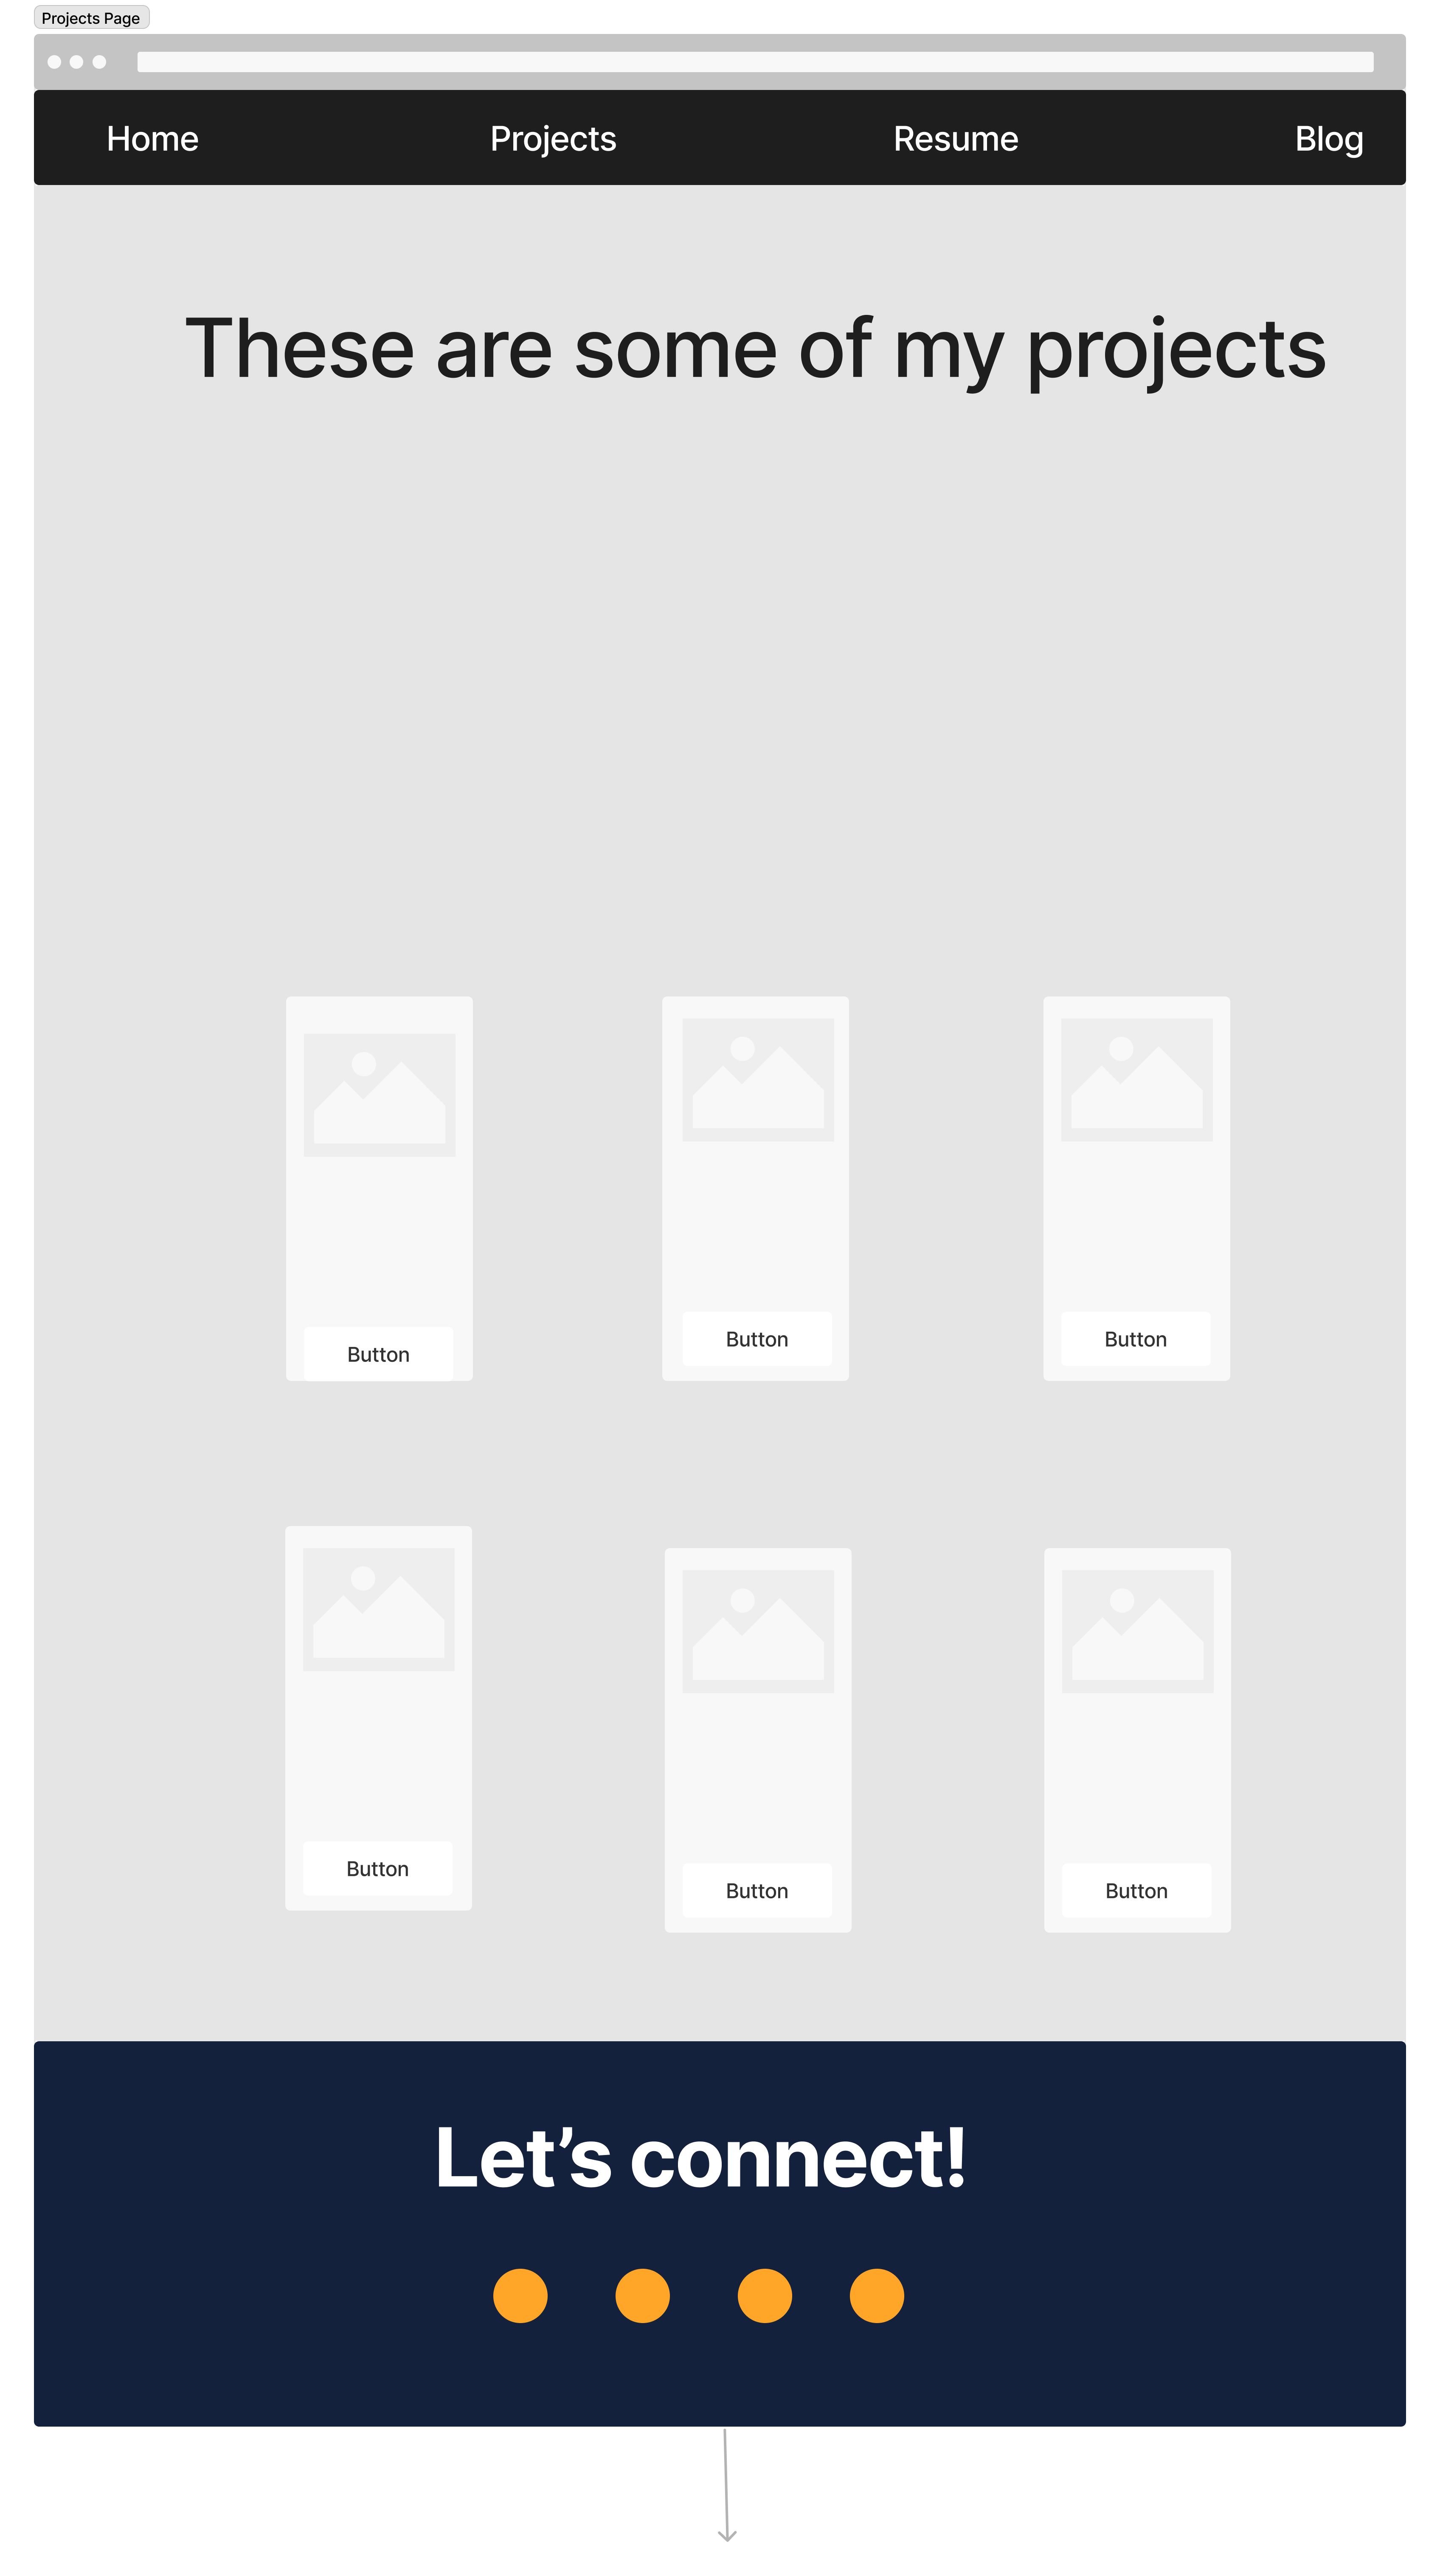 Projects Page
Home Projects Resume Blog
These are some of my projects
Button Button Button
Button Button Button
Let’s connect!